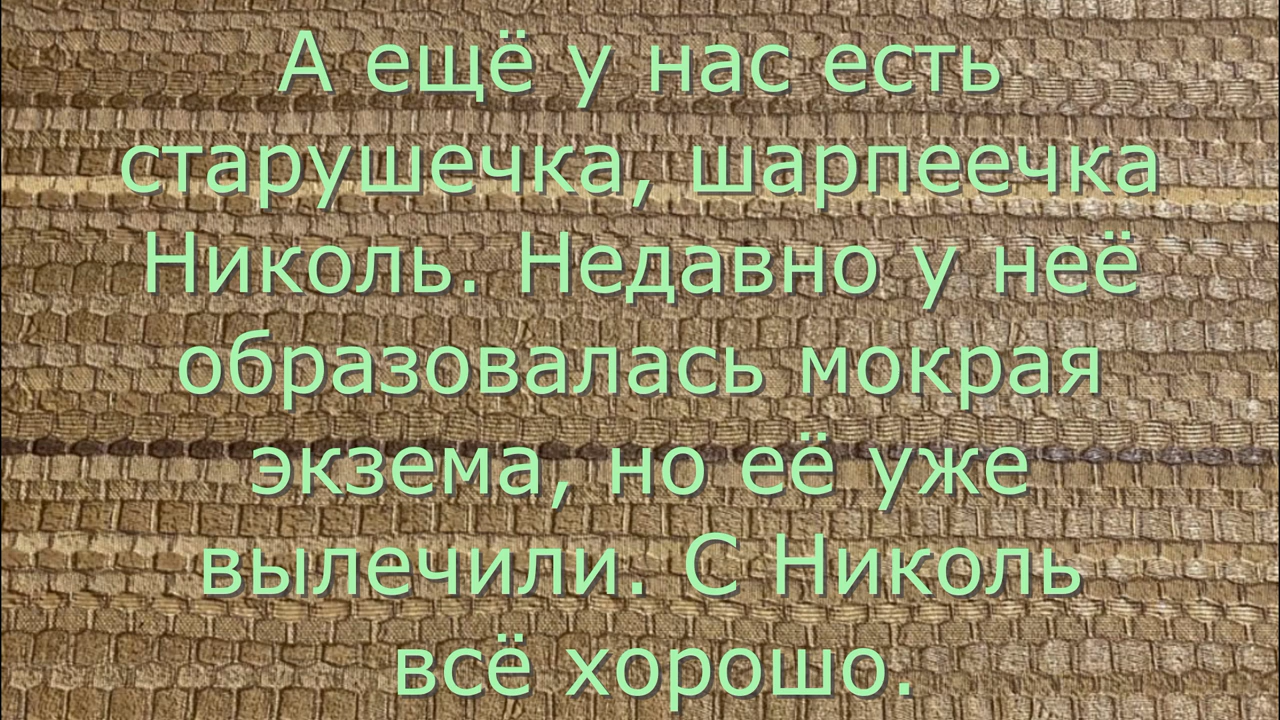 А ещё у нас есть
старушечка, шарпеечка
Николь. Недавно у неё
образовалась мокрая
экзема, но её уже
вылечили. С Николь
всё хорошо.